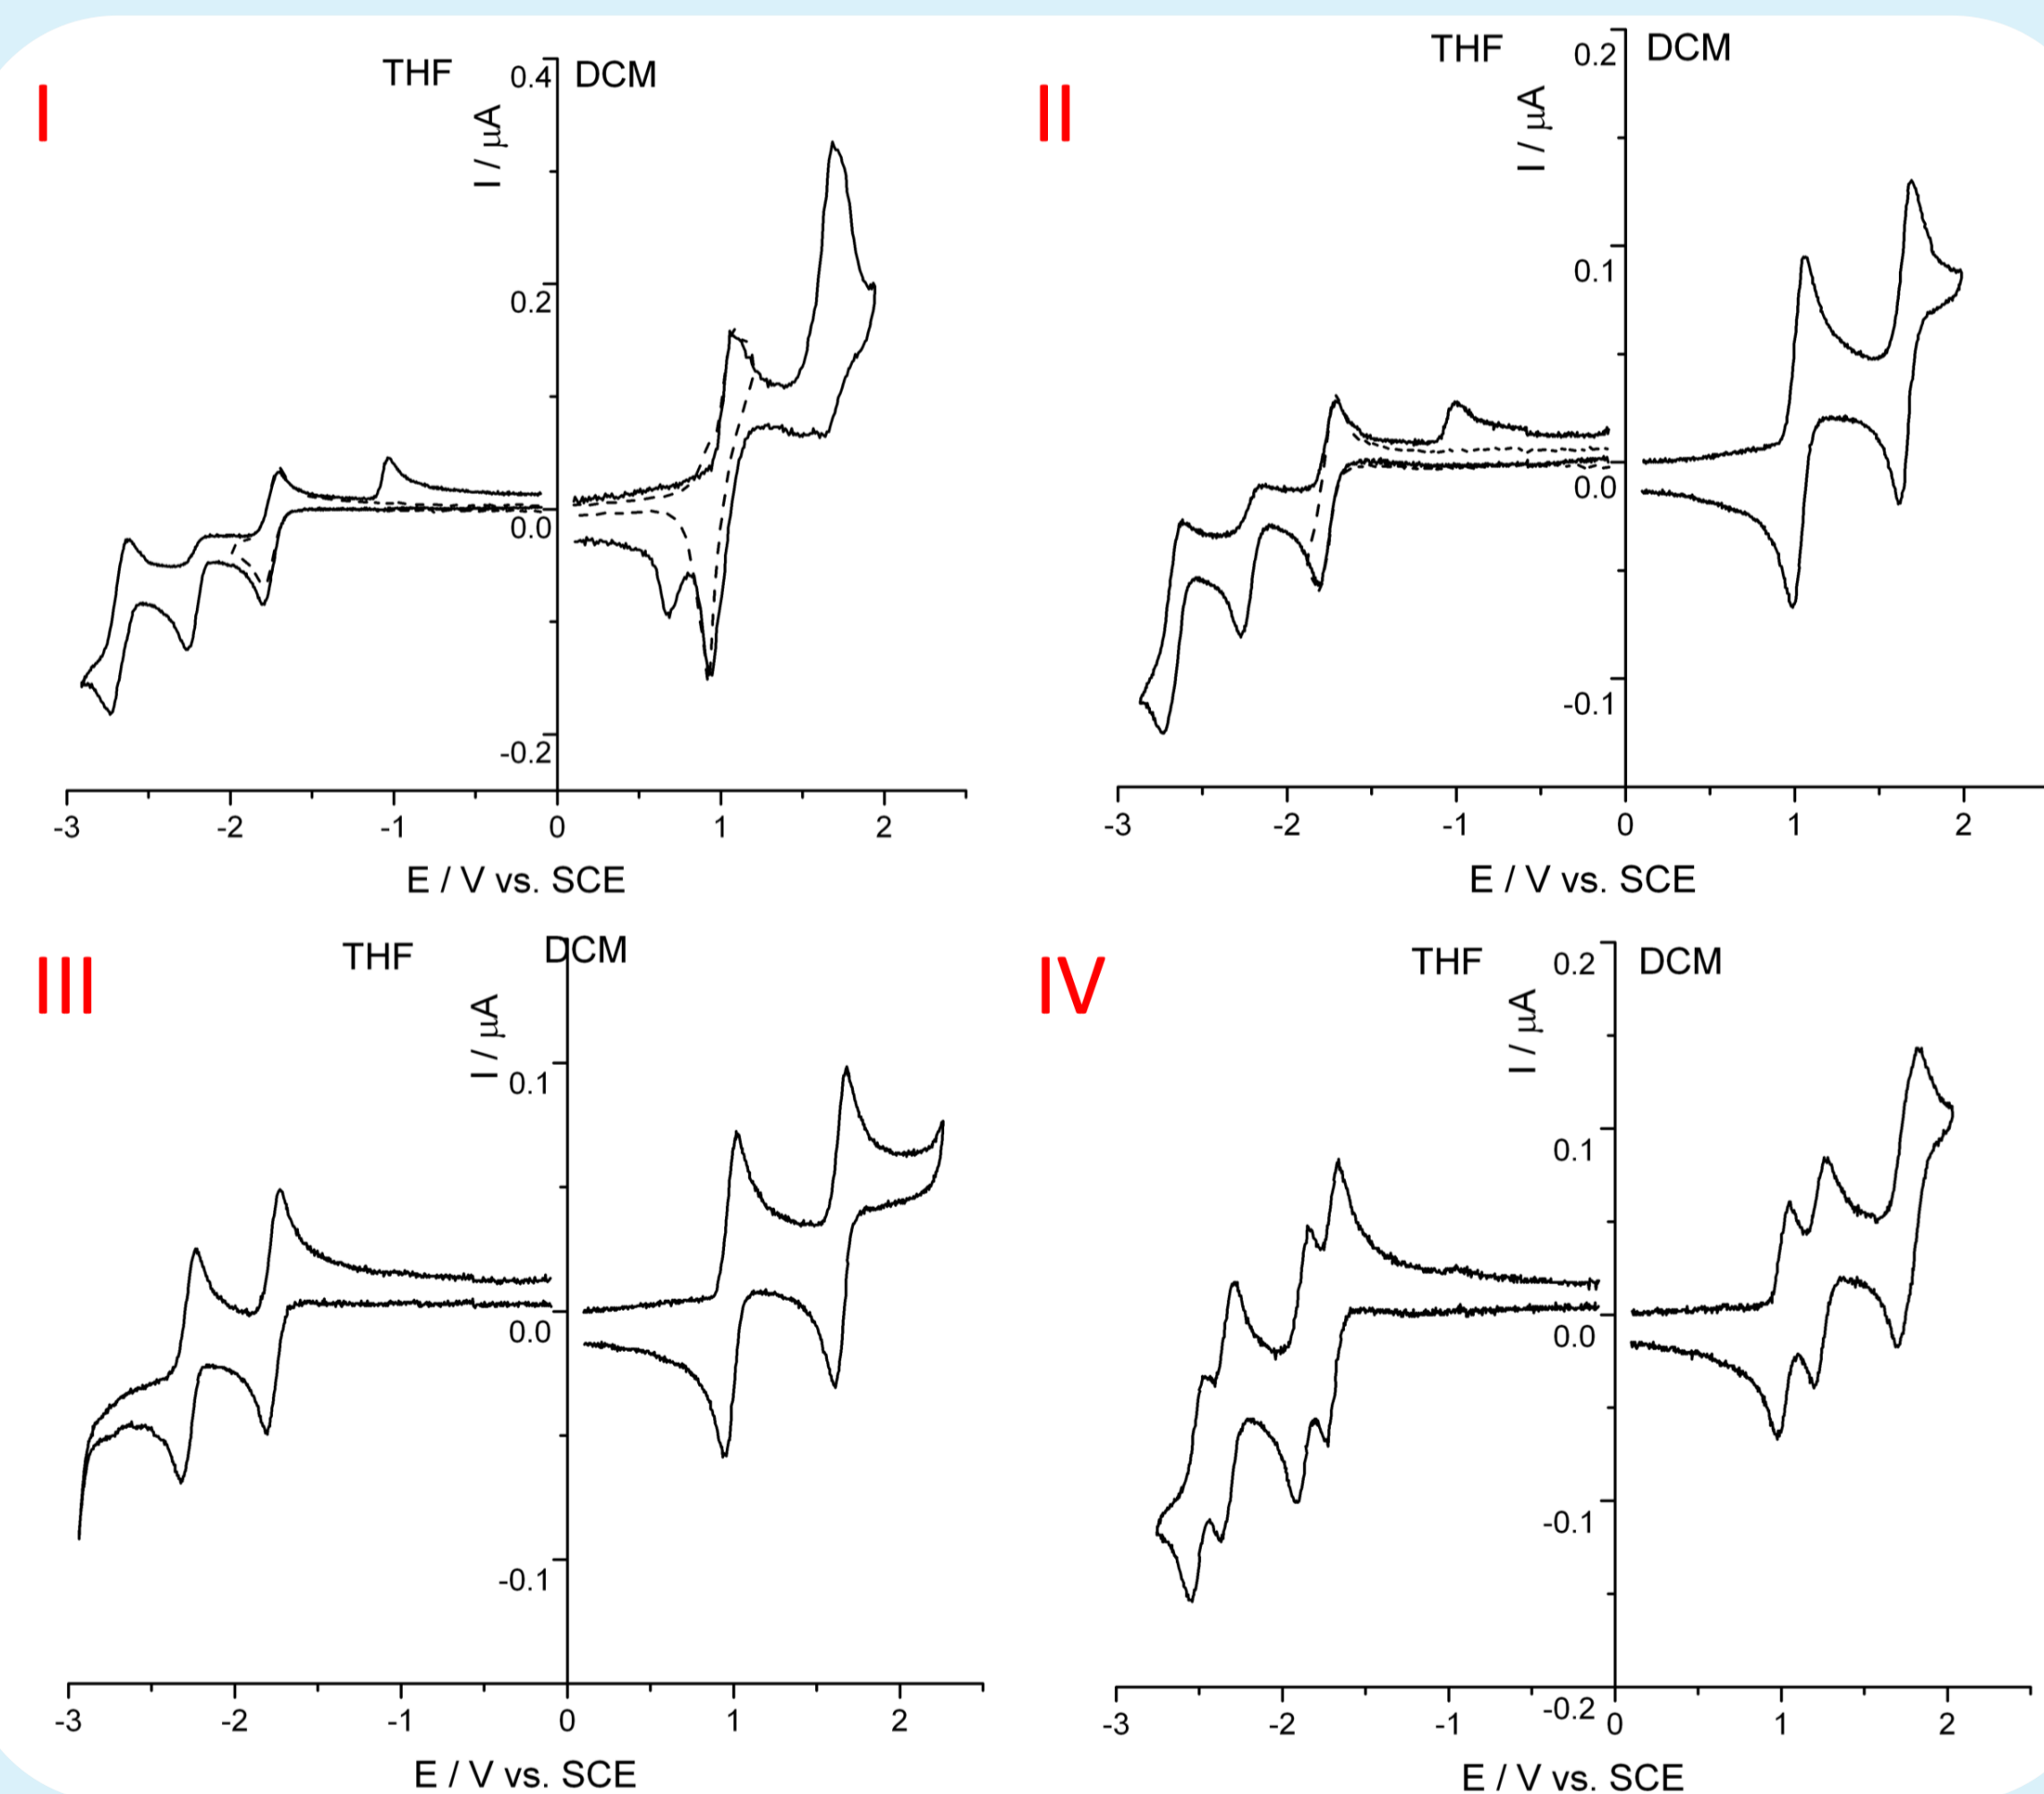 I
THF
DCM
I / µA
0.4
0.2
0.0
-0.2
-3 -2 -1 0 1 2
E / V vs. SCE
II
THF
DCM
I / µA
0.2
0.1
0.0
-0.1
-3 -2 -1 0 1 2
E / V vs. SCE
III
THF
DCM
I / µA
0.1
0.0
-0.1
-3 -2 -1 0 1 2
E / V vs. SCE
IV
THF
DCM
I / µA
0.2
0.1
0.0
-0.1
-0.2
-3 -2 -1 0 1 2
E / V vs. SCE